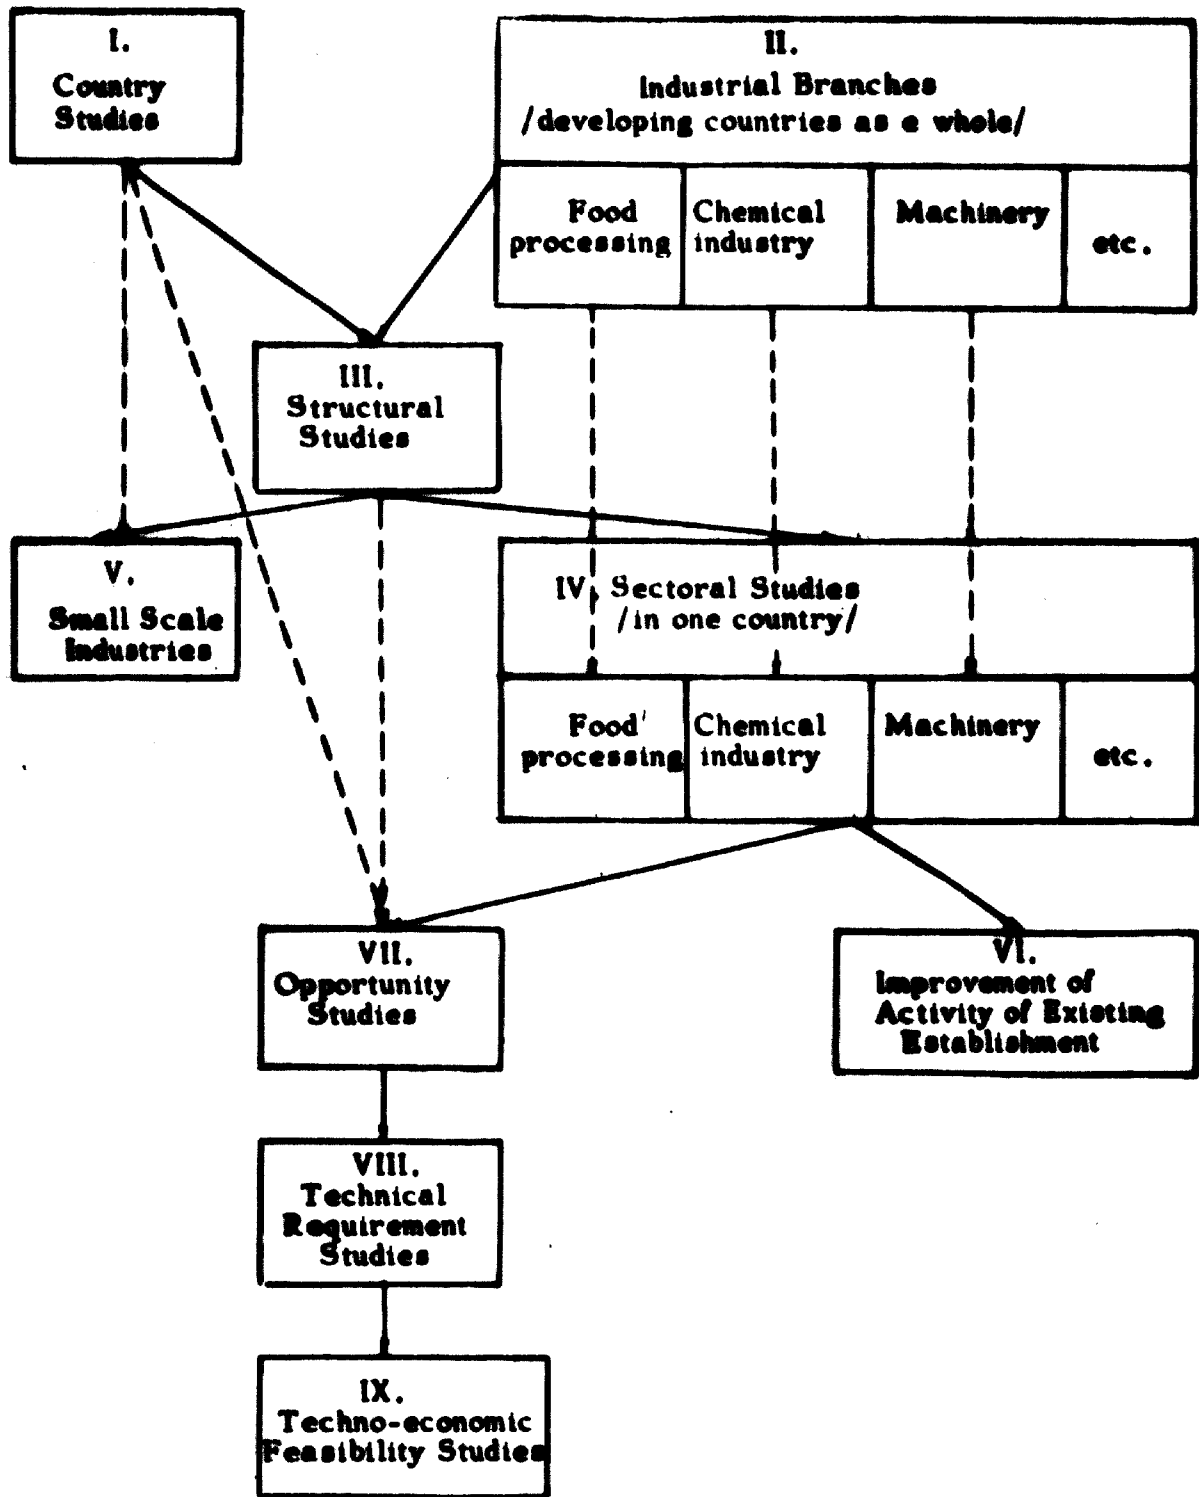 I.
Country
Studies
II.
Industrial Branches
/developing countries as e whole/
Food
processing
Chemical
industry
Machinery
etc.
III.
Structural
Studies
V.
Small Scale
Industries
IV. Sectoral Studies
/in one country/
Food
processing
Chemical
industry
Machinery
etc.
VII.
Opportunity
Studies
VI.
Improvement of
Activity of Existing
Establishment
VIII.
Technical
Requirement
Studies
IX.
Techno-economic
Feasibility Studies